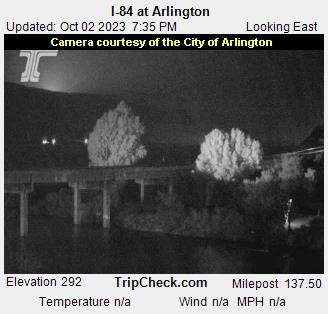 I-84 at Arlington
Updated: Oct 02 2023 7:35 PM Looking East
Camera courtesy of the City of Arlington
Elevation 292 TripCheck.com Milepost 137.50
Temperature n/a Wind n/a MPH n/a